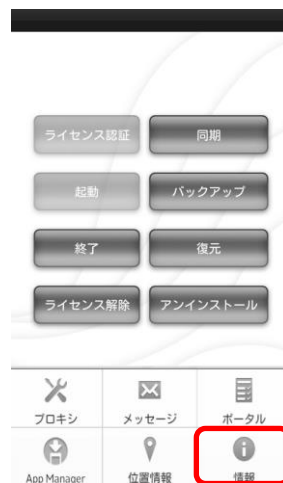 ライセンス認証 同期
起動 バックアップ
終了 復元
ライセンス解除 アンインストール
プロキシ メッセージ ポータル
App Manager 位置情報 情報